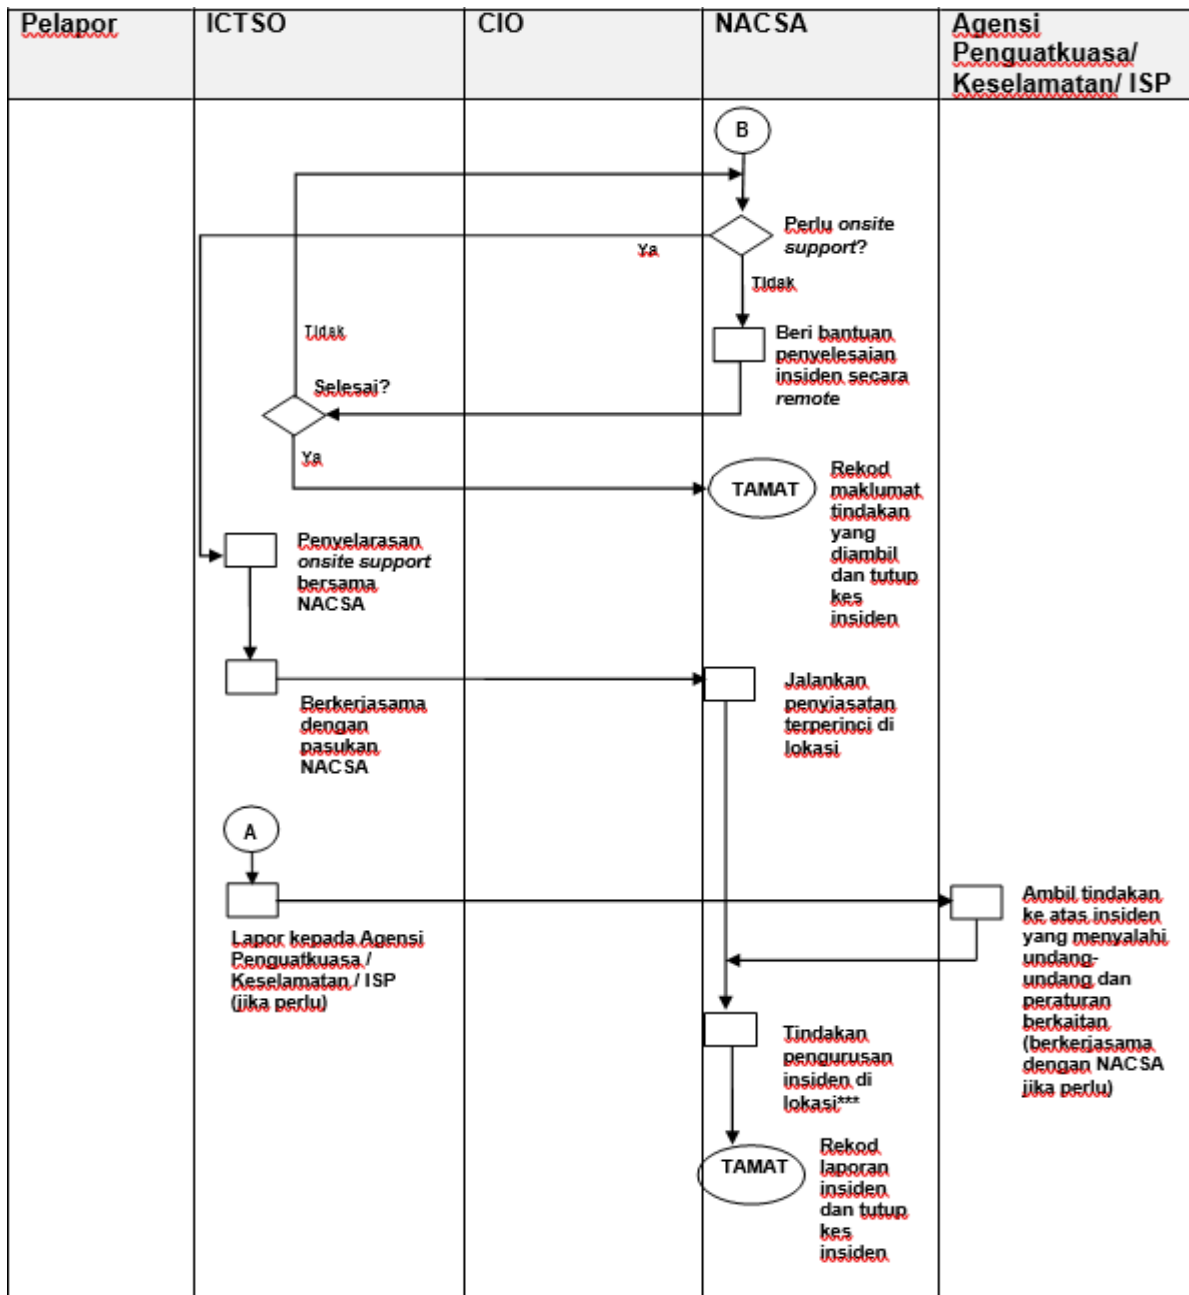 Pelapor
ICTSO
CIO
NACSA
Agensi
Penguatkuasa/
Keselamatan/ ISP
B
Perlu onsite
support?
Ya
Tidak
Beri bantuan
penyelesaian
insiden secara
remote
Tidak
Selesai?
Ya
TAMAT
Rekod
maklumat
tindakan
yang
diambil
dan tutup
kes
insiden
Penyelarasan
onsite support
bersama
NACSA
Berkerjasama
dengan
pasukan
NACSA
Jalankan
penyiasatan
terperinci di
lokasi
A
Lapor kepada Agensi
Penguatkuasa /
Keselamatan / ISP
(jika perlu)
Ambil tindakan
ke atas insiden
yang menyalahi
undang-
undang dan
peraturan
berkaitan
(berkerjasama
dengan NACSA
jika perlu)
Tindakan
pengurusan
insiden di
lokasi***
TAMAT
Rekod
laporan
insiden
dan tutup
kes
insiden